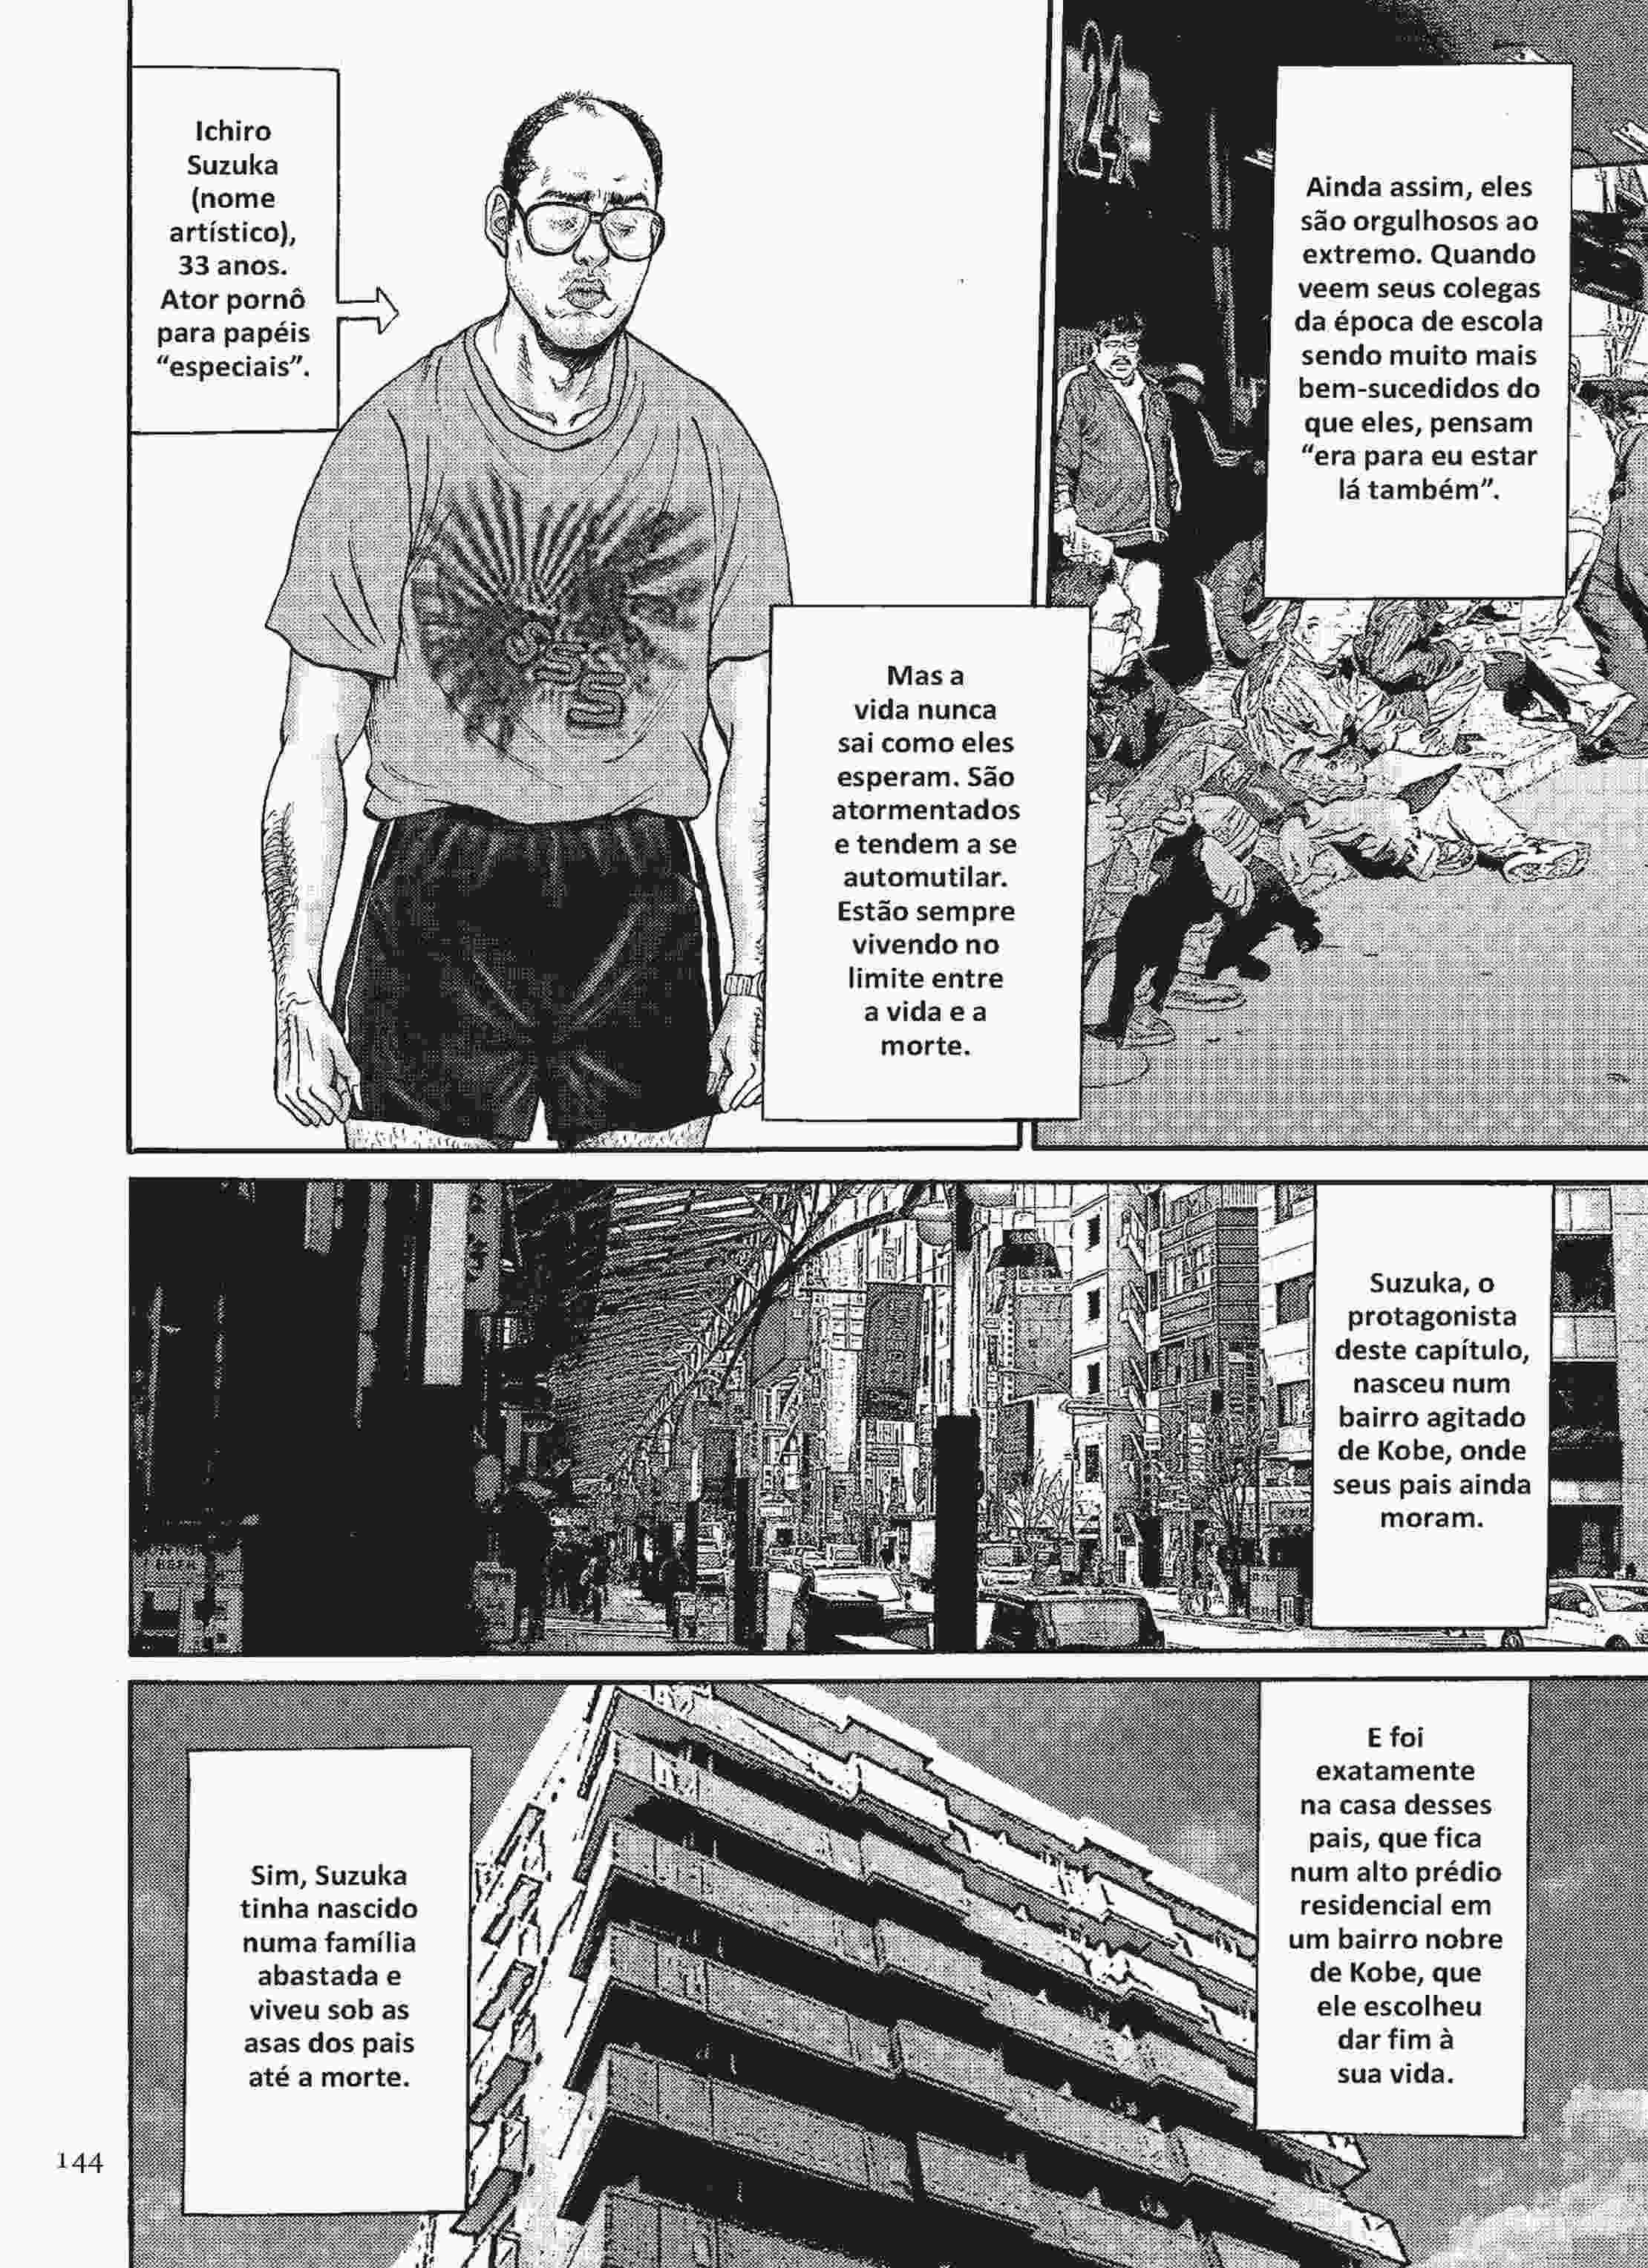 Ainda assim, eles
são orgulhosos ao
extremo. Quando
veem seus colegas
da época de escola
sendo muito mais
bem-sucedidos do
que eles, pensam
“era para eu estar
lá também”.
Mas a
vida nunca
sai como eles
esperam. São
atormentados
e tendem a se
automutilar.
Estão sempre
vivendo no
limite entre
a vida e a
morte.
Ichiro
Suzuka
(nome
artístico),
33 anos.
Ator pornô
para papéis
“especiais”.
SSS
Suzuka, o
protagonista
deste capítulo,
nasceu num
bairro agitado
de Kobe, onde
seus pais ainda
moram.
E foi
exatamente
na casa desses
pais, que fica
num alto prédio
residencial em
um bairro nobre
de Kobe, que
ele escolheu
dar fim à
sua vida.
Sim, Suzuka
tinha nascido
numa família
abastada e
viveu sob as
asas dos pais
até a morte.
144